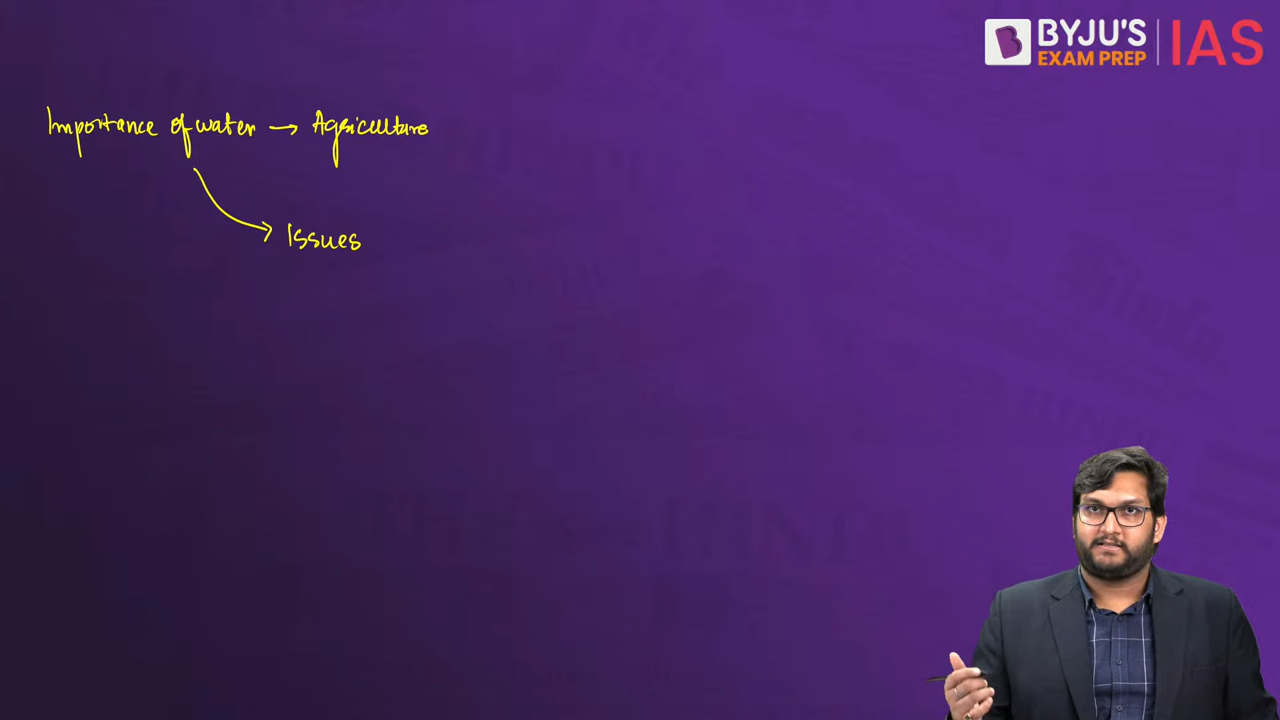 BYJU'S
EXAM PREP
IAS
Importance of water → Agriculture
Issues